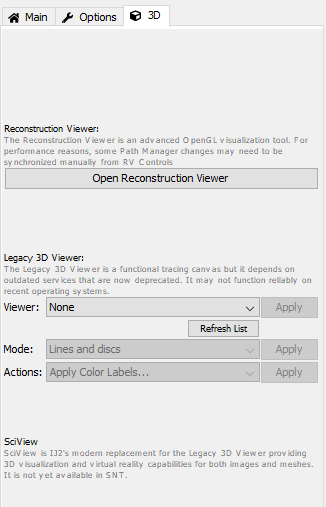 Main Options 3D
Reconstruction Viewer:
The Reconstruction Viewer is an advanced OpenGL visualization tool. For
performance reasons, some Path Manager changes may need to be
synchronized manually from RV Controls
Open Reconstruction Viewer
Legacy 3D Viewer:
The Legacy 3D Viewer is a functional tracing canvas but it depends on
outdated services that are now deprecated. It may not function reliably on
recent operating systems.
Viewer: None Apply
Refresh List
Mode: Lines and discs Apply
Actions: Apply Color Labels... Apply
SciView
SciView is IJ2's modern replacement for the Legacy 3D Viewer providing
3D visualization and virtual reality capabilities for both images and meshes.
It is not yet available in SNT.